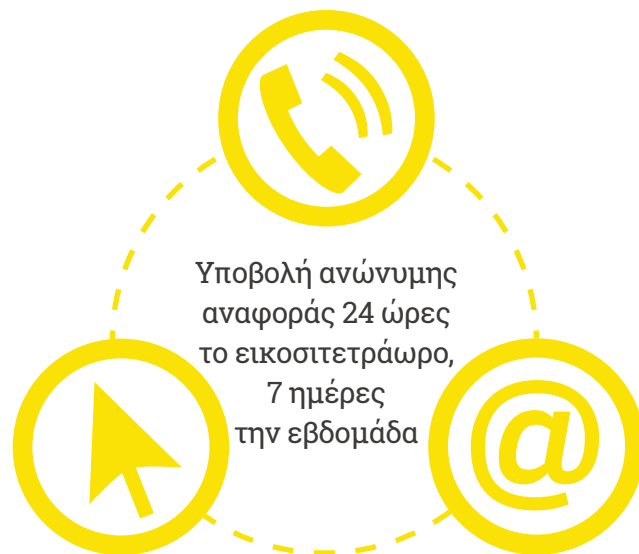 Υποβολή ανώνυμης
αναφοράς 24 ώρες
το εικοσιτετράωρο,
7 ημέρες
την εβδομάδα
@